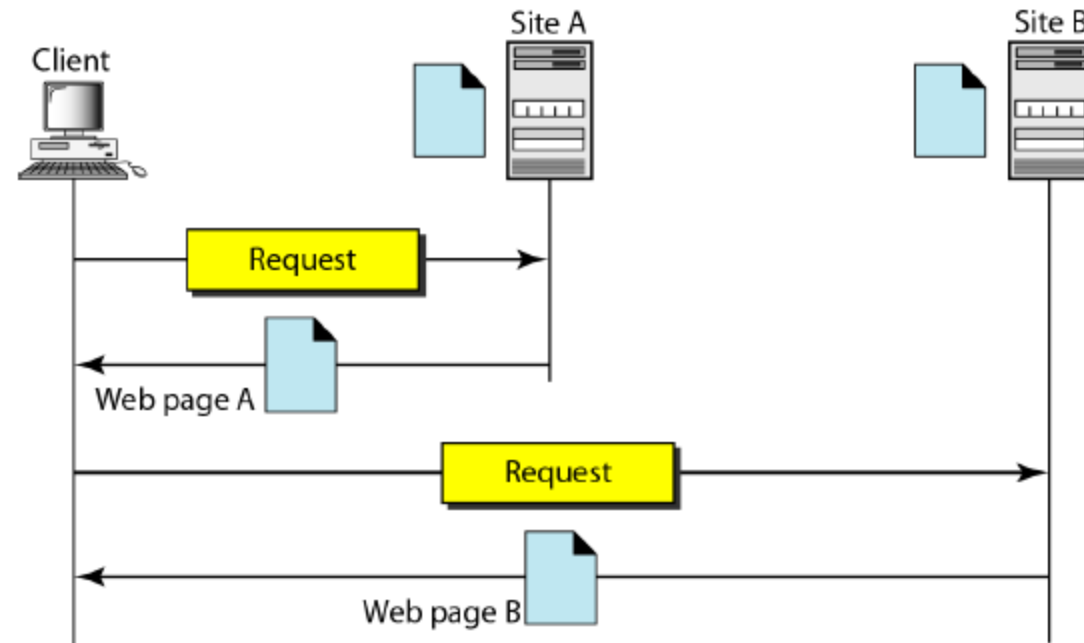 Site A
Site B
Client
Request
Web page A
Request
Web page B